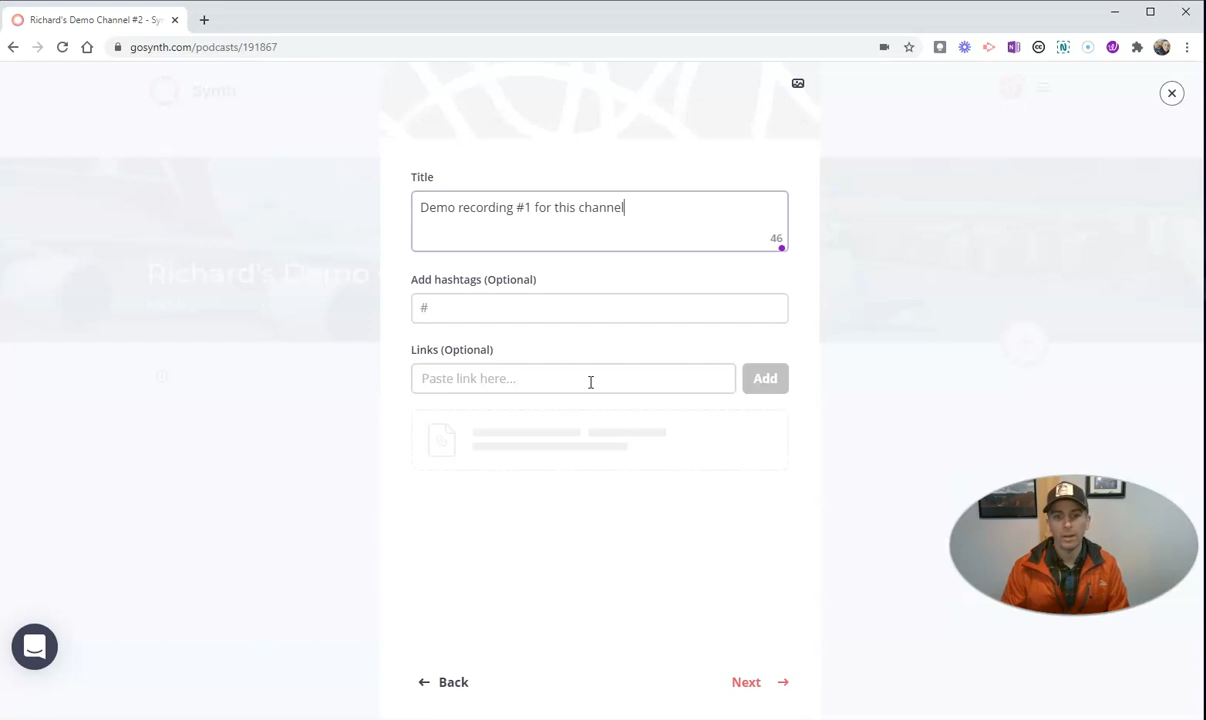 Richard's Demo Channel #2 - Syn
gosynth.com/podcasts/191867
Synth
Richard's Demo
Title
Demo recording #1 for this channel
46
Add hashtags (Optional)
#
Links (Optional)
Paste link here...
Add
Back
Next